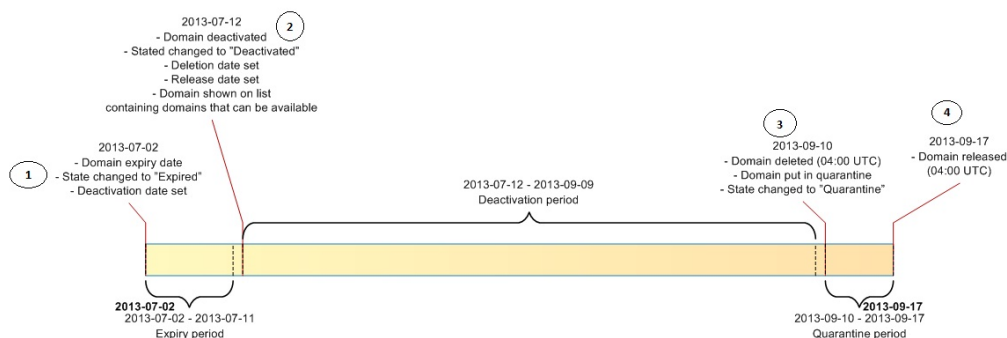 1
2013-07-02
- Domain expiry date
- State changed to "Expired"
- Deactivation date set
2
2013-07-12
- Domain deactivated
- Stated changed to "Deactivated"
- Deletion date set
- Release date set
- Domain shown on list
containing domains that can be available
3
2013-09-10
- Domain deleted (04:00 UTC)
- Domain put in quarantine
- State changed to "Quarantine"
4
2013-09-17
- Domain released
(04:00 UTC)
2013-07-12 - 2013-09-09
Deactivation period
2013-07-02
2013-07-02 - 2013-07-11
Expiry period
2013-09-17
2013-09-10 - 2013-09-17
Quarantine period